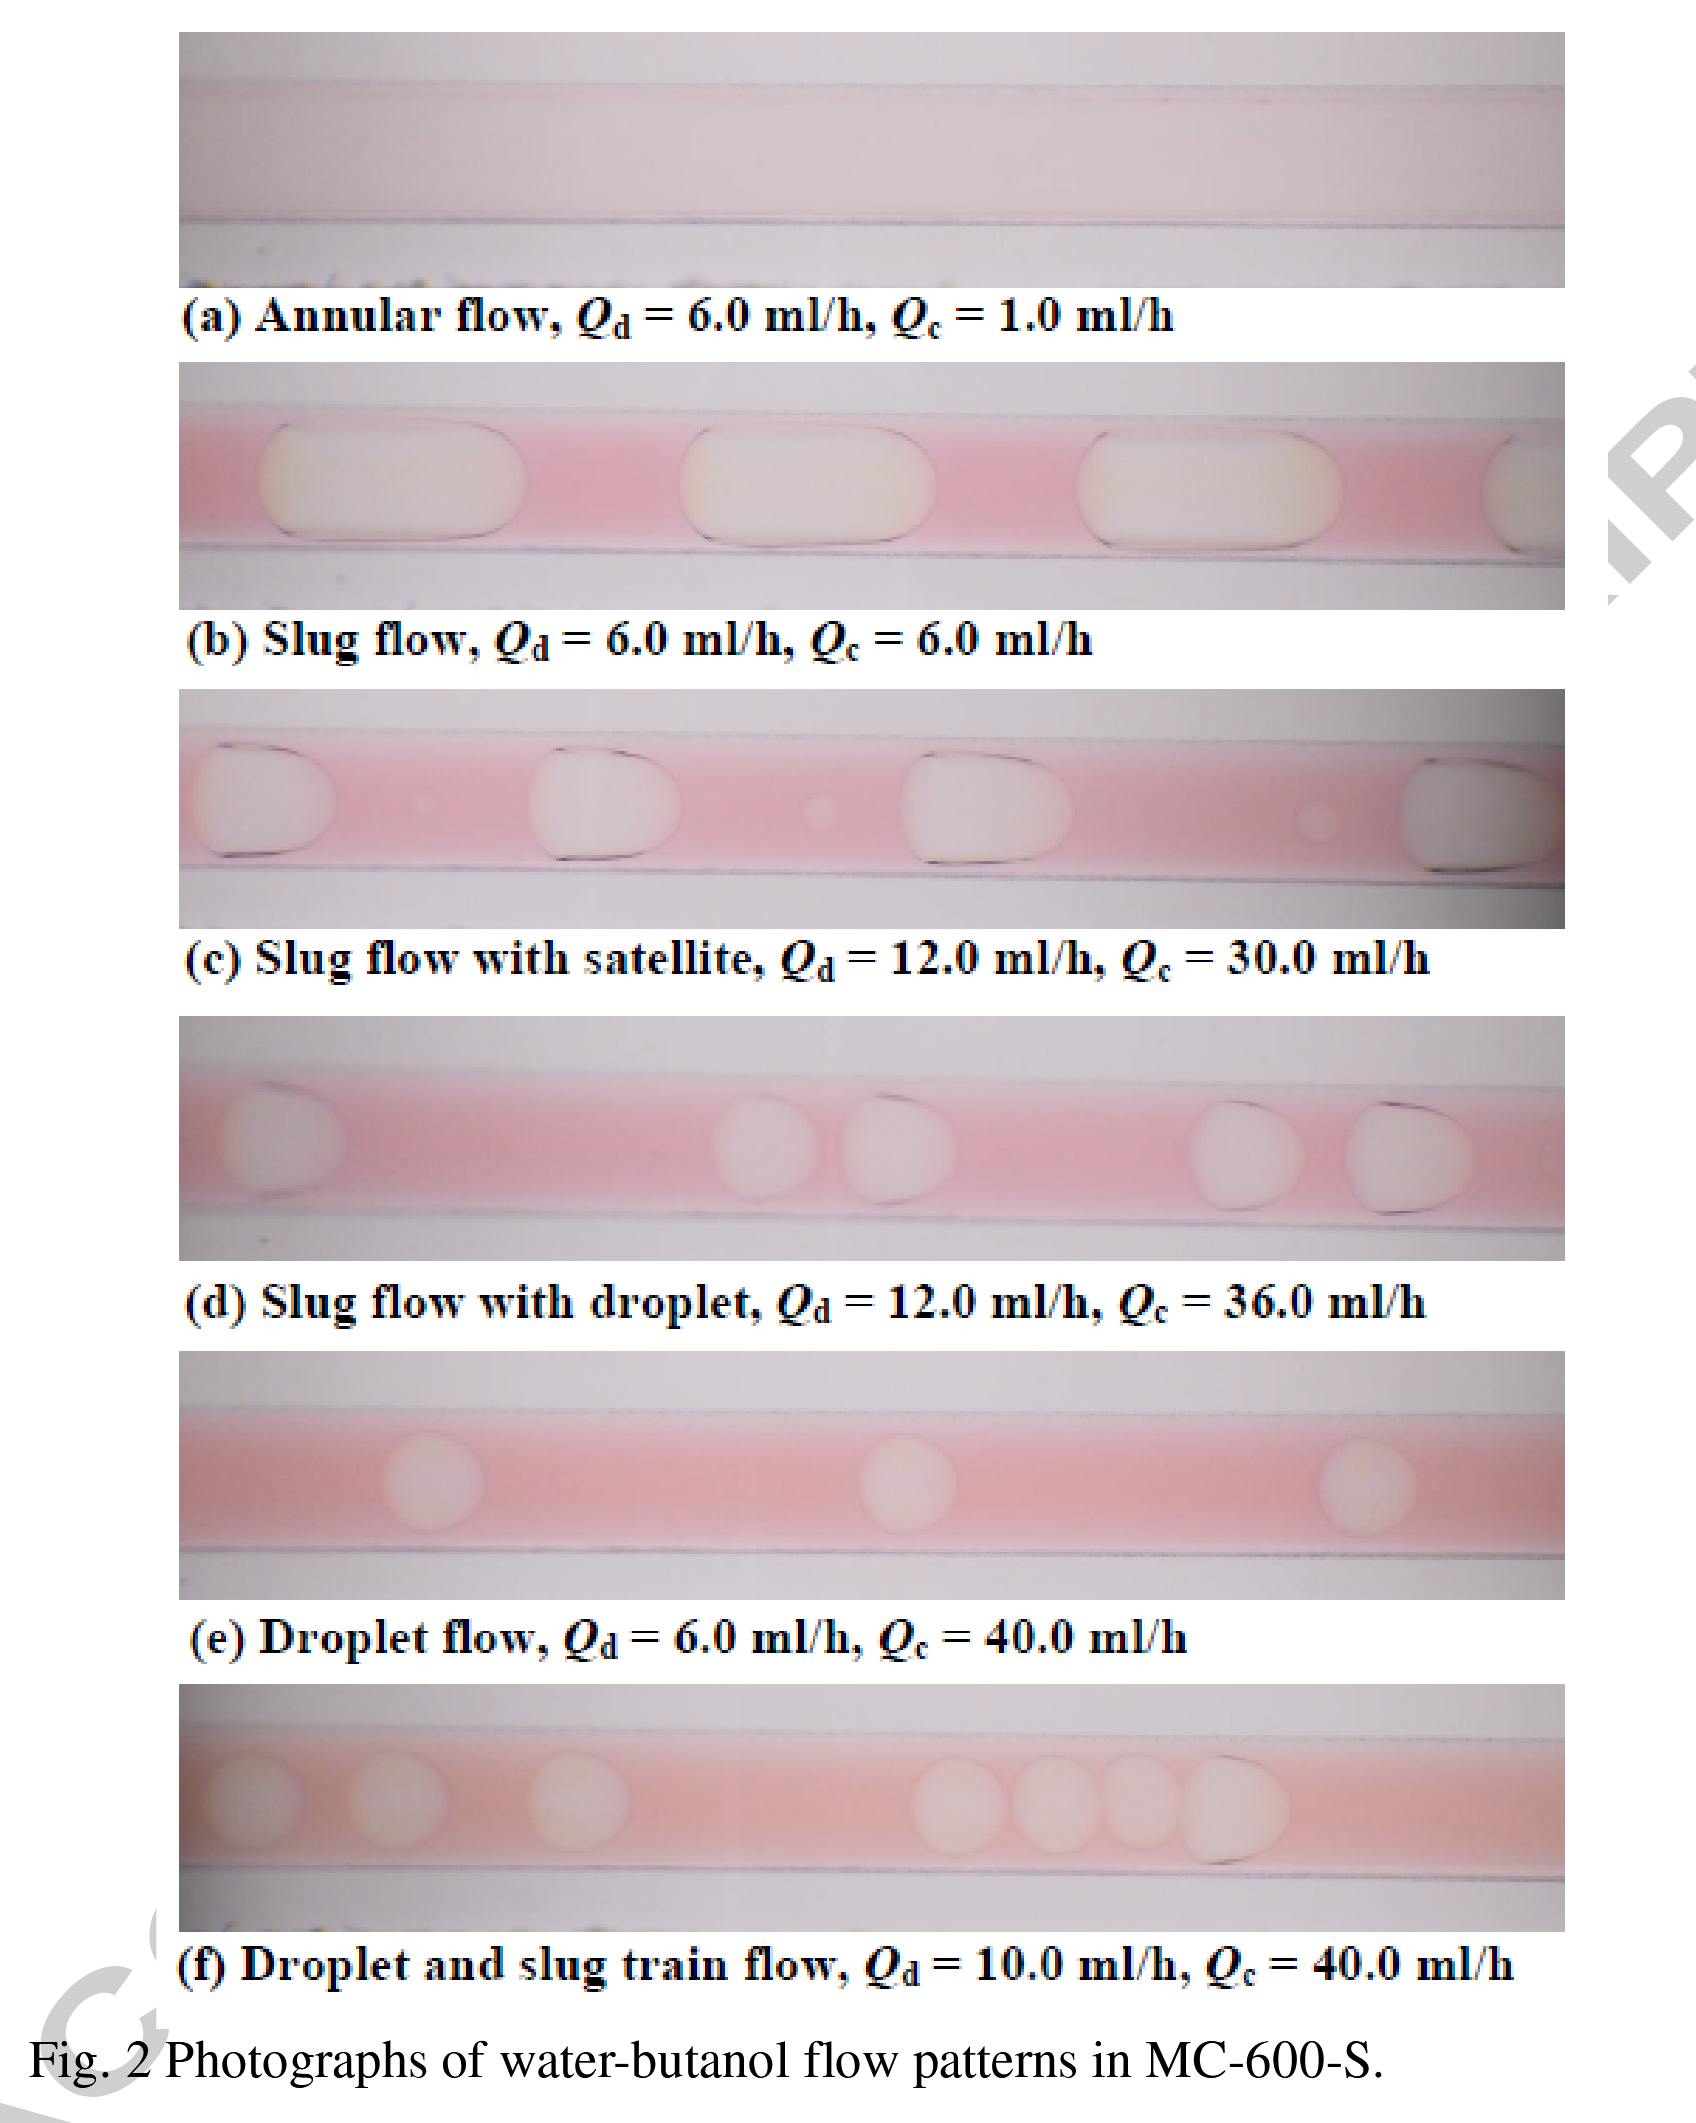 (a) Annular flow, Qd = 6.0 ml/h, Qc = 1.0 ml/h
(b) Slug flow, Qd = 6.0 ml/h, Qc = 6.0 ml/h
(c) Slug flow with satellite, Qd = 12.0 ml/h, Qc = 30.0 ml/h
(d) Slug flow with droplet, Qd = 12.0 ml/h, Qc = 36.0 ml/h
(e) Droplet flow, Qd = 6.0 ml/h, Qc = 40.0 ml/h
(f) Droplet and slug train flow, Qd = 10.0 ml/h, Qc = 40.0 ml/h
Fig. 2 Photographs of water-butanol flow patterns in MC-600-S.